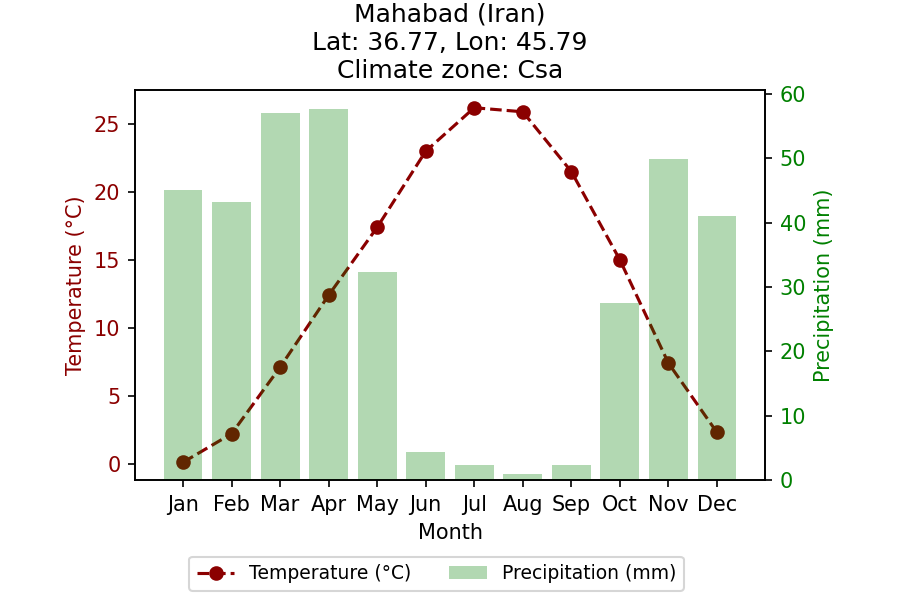 Mahabad (Iran)
Lat: 36.77, Lon: 45.79
Climate zone: Csa
Temperature (°C)
25
20
15
10
5
0
Precipitation (mm)
60
50
40
30
20
10
0
Jan Feb Mar Apr May Jun Jul Aug Sep Oct Nov Dec
Month
Temperature (°C) Precipitation (mm)